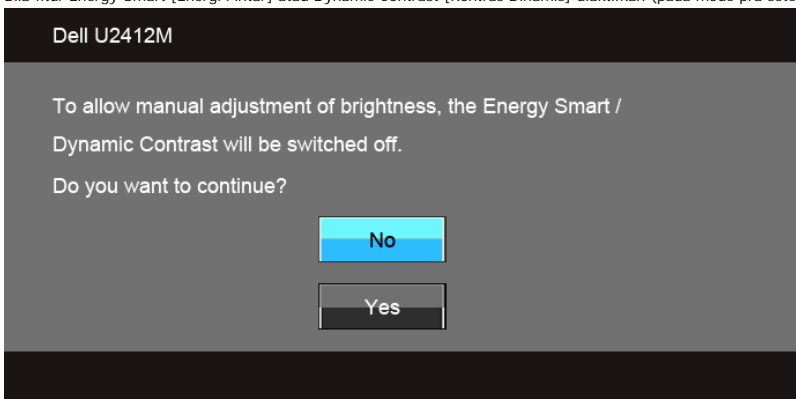 Dell U2412M
To allow manual adjustment of brightness, the Energy Smart /
Dynamic Contrast will be switched off.
Do you want to continue?
No
Yes